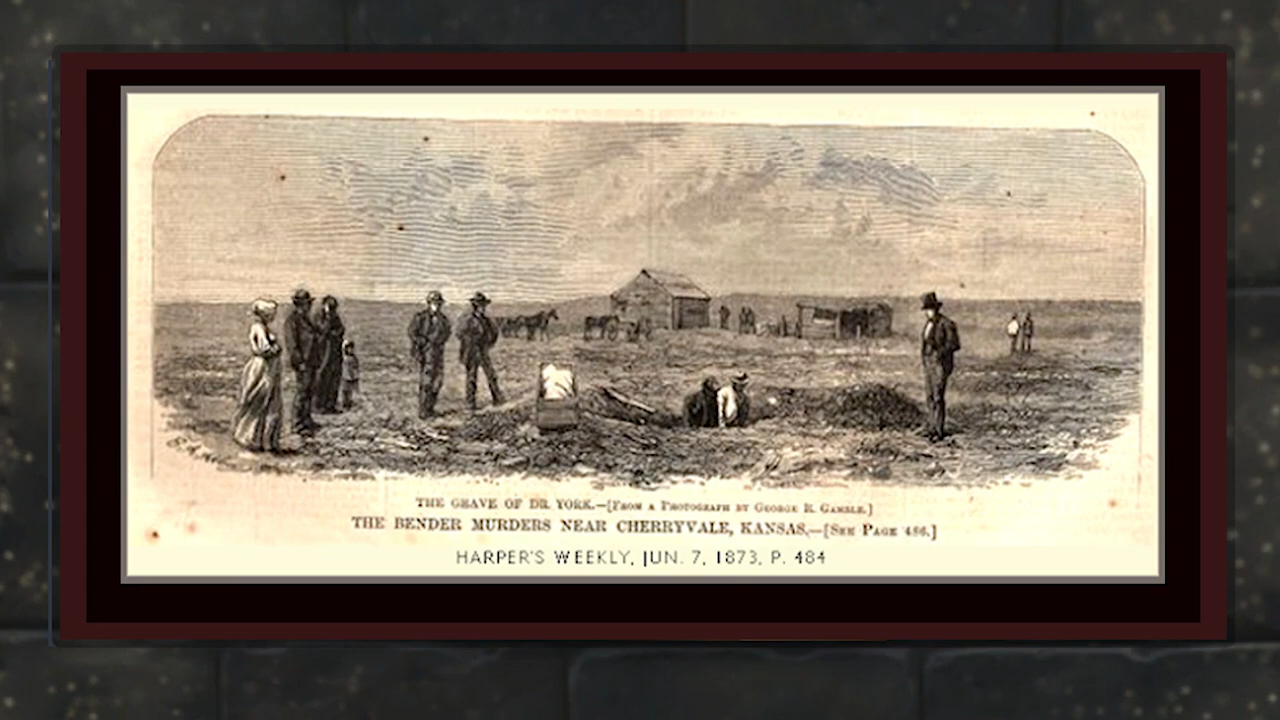 THE GRAVE OF DR. YORK.—[From a Photograph by George R. Gamble.]
THE BENDER MURDERS NEAR CHERRYVALE, KANSAS.—[See Page 486.]
HARPER'S WEEKLY, JUN. 7, 1873, P. 484